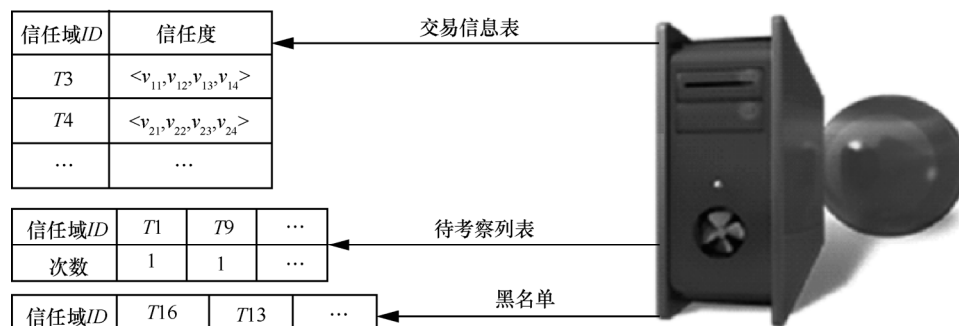 信任域ID 信任度 交易信息表
T3 <v11,v12,v13,v14>
T4 <v21,v22,v23,v24>
… …
信任域ID T1 T9 … 待考察列表
次数 1 1 …
信任域ID T16 T13 … 黑名单